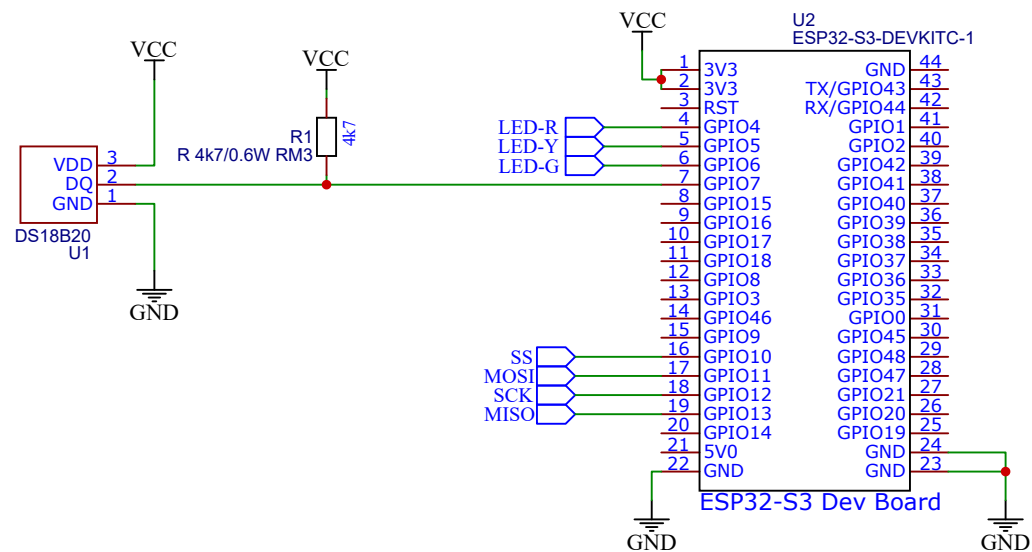 VCC
VCC
VCC
U2
ESP32-S3-DEVKITC-1
VDD 3
DQ 2
GND 1
DS18B20
U1
GND
R1
R 4k7/0.6W RM3
4k7
LED-R
LED-Y
LED-G
SS
MOSI
SCK
MISO
1 3V3 GND 44
2 3V3 TX/GPIO43 43
3 RST RX/GPIO44 42
4 GPIO4 GPIO1 41
5 GPIO5 GPIO2 40
6 GPIO6 GPIO42 39
7 GPIO7 GPIO41 38
8 GPIO15 GPIO40 37
9 GPIO16 GPIO39 36
10 GPIO17 GPIO38 35
11 GPIO18 GPIO37 34
12 GPIO8 GPIO36 33
13 GPIO3 GPIO35 32
14 GPIO46 GPIO0 31
15 GPIO9 GPIO45 30
16 GPIO10 GPIO48 29
17 GPIO11 GPIO47 28
18 GPIO12 GPIO21 27
19 GPIO13 GPIO20 26
20 GPIO14 GPIO19 25
21 5V0 GND 24
22 GND GND 23
ESP32-S3 Dev Board
GND
GND